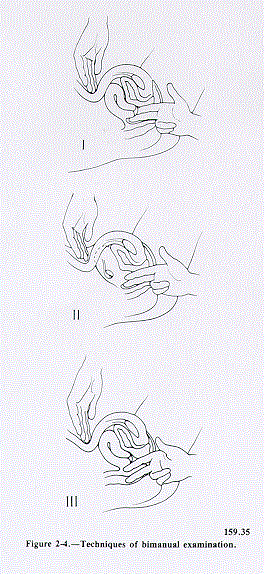 I
II
III
159.35
Figure 2-4.—Techniques of bimanual examination.